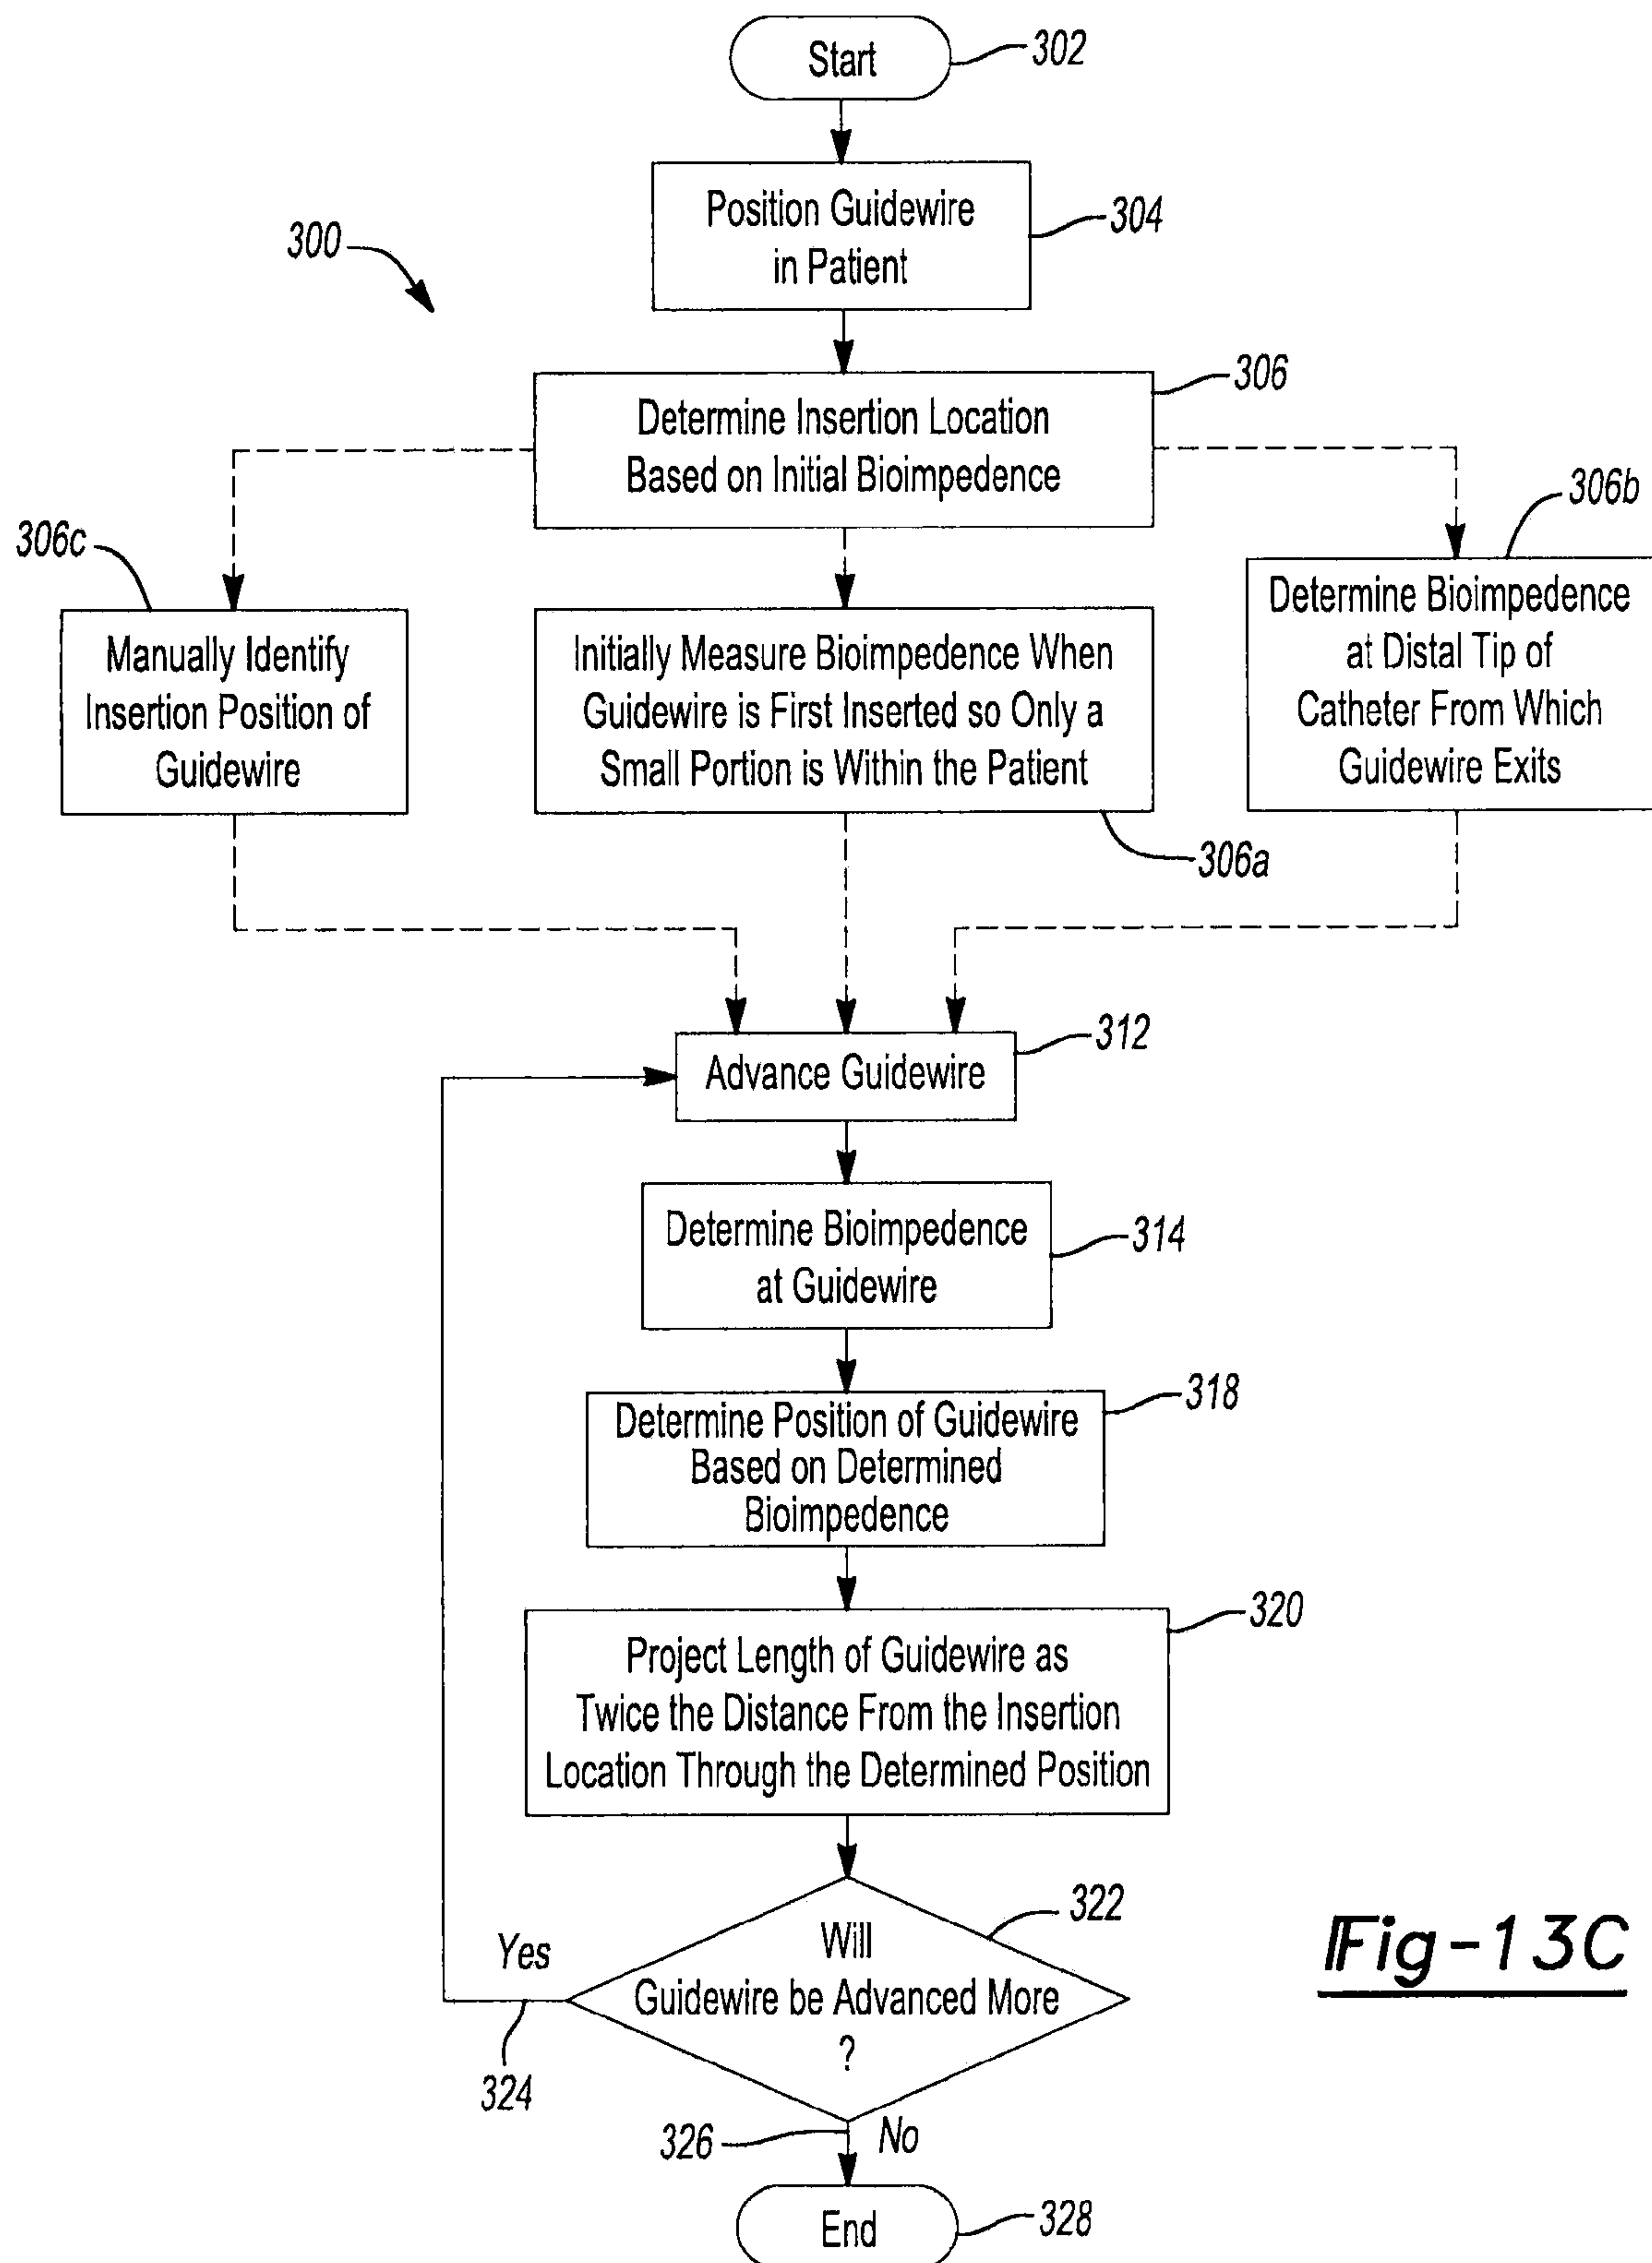 Start
302
Position Guidewire
in Patient
304
300
Determine Insertion Location
Based on Initial Bioimpedence
306
306c
306b
Manually Identify
Insertion Position of
Guidewire
Initially Measure Bioimpedence When
Guidewire is First Inserted so Only a
Small Portion is Within the Patient
306a
Determine Bioimpedence
at Distal Tip of
Catheter From Which
Guidewire Exits
Advance Guidewire
312
Determine Bioimpedence
at Guidewire
314
Determine Position of Guidewire
Based on Determined
Bioimpedence
318
Project Length of Guidewire as
Twice the Distance From the Insertion
Location Through the Determined Position
320
Will
Guidewire be Advanced More
?
322
Yes
324
326
No
End
328
Fig-13C